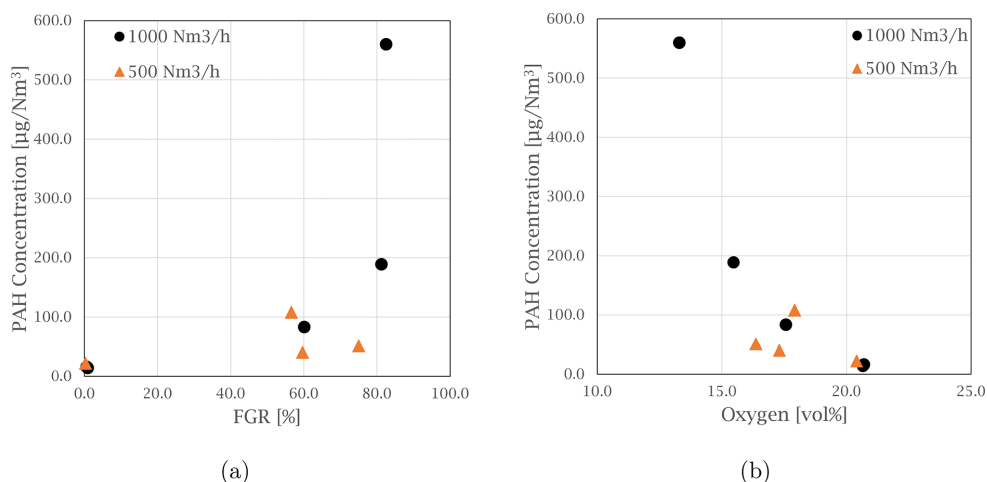 600.0
500.0
400.0
300.0
200.0
100.0
0.0
PAH Concentration [µg/Nm³]
1000 Nm3/h
500 Nm3/h
0.0 20.0 40.0 60.0 80.0 100.0
FGR [%]
(a)
600.0
500.0
400.0
300.0
200.0
100.0
0.0
PAH Concentration [µg/Nm³]
1000 Nm3/h
500 Nm3/h
10.0 15.0 20.0 25.0
Oxygen [vol%]
(b)